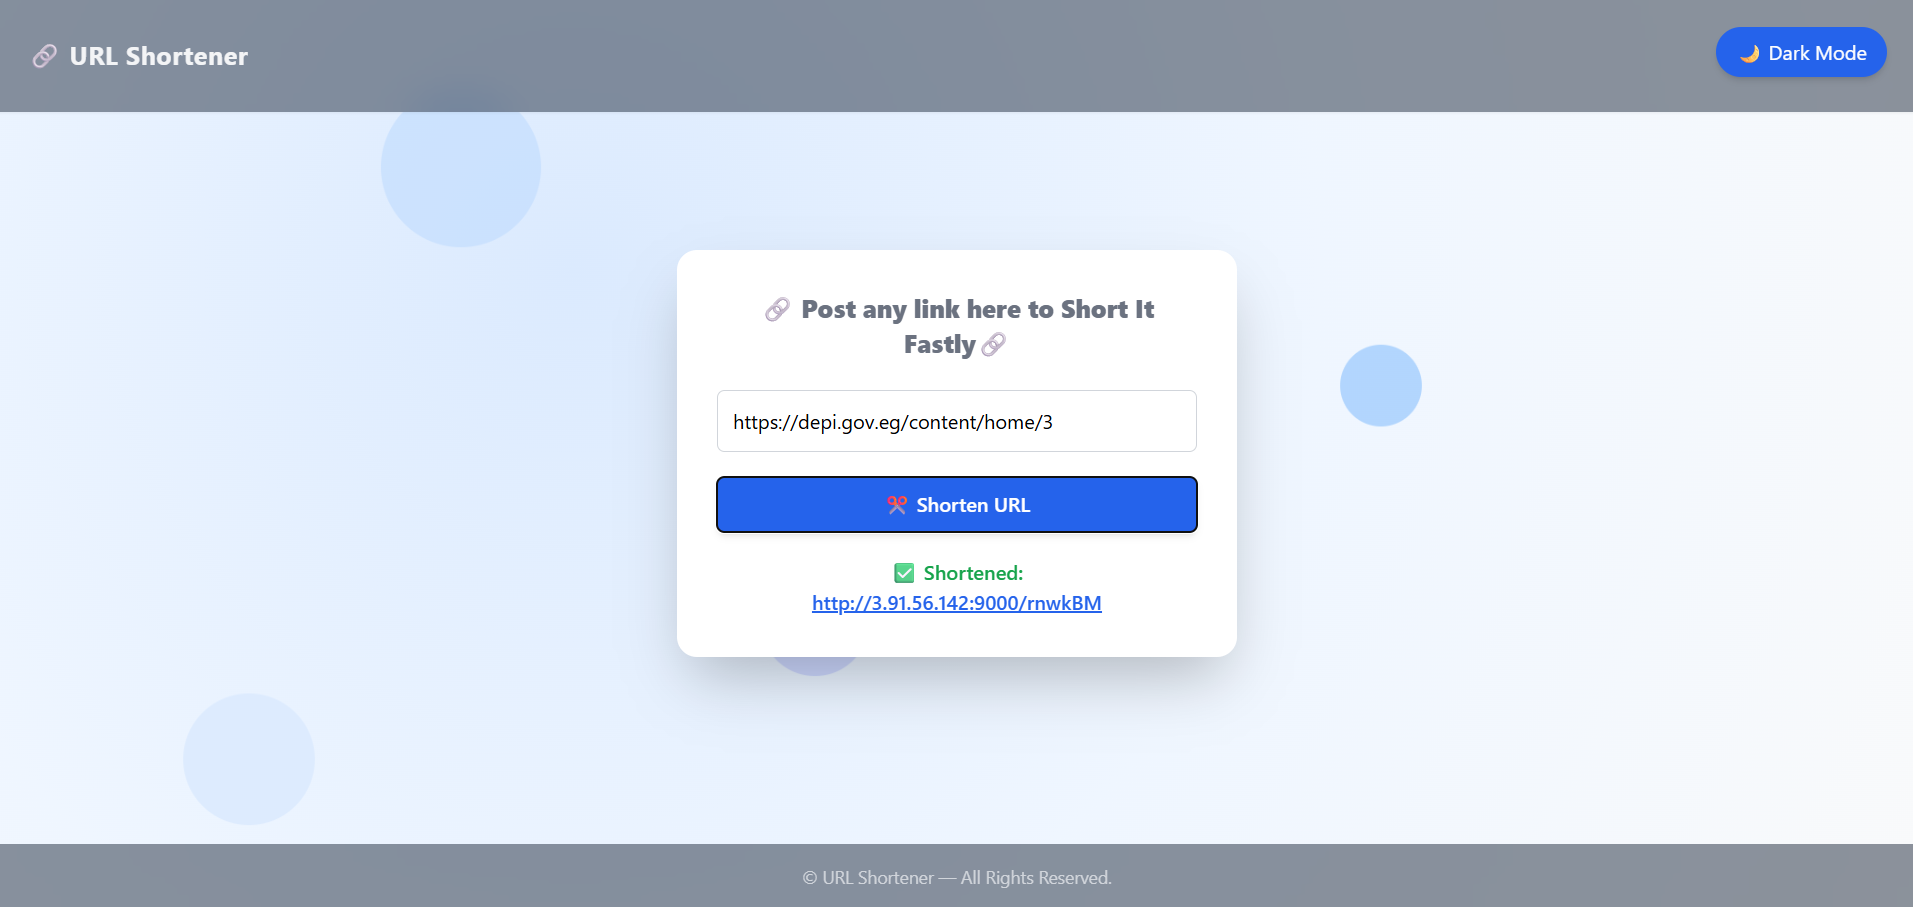 🔗 URL Shortener
🌙 Dark Mode
🔗 Post any link here to Short It
Fastly 🔗
https://depi.gov.eg/content/home/3
✂️ Shorten URL
✅ Shortened:
http://3.91.56.142:9000/rnwkBM
© URL Shortener — All Rights Reserved.